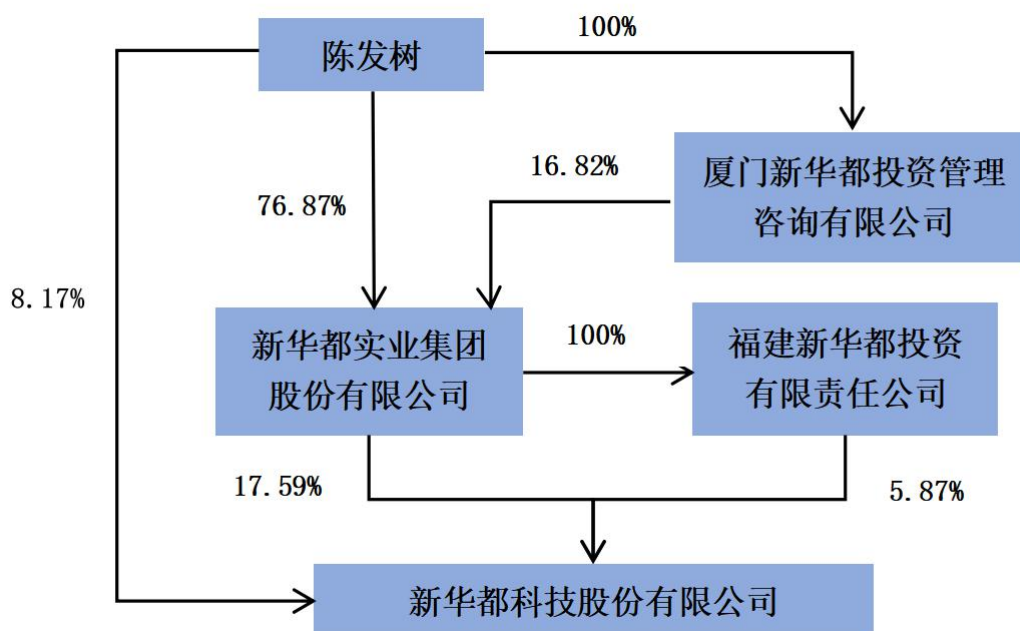 100%
陈发树
16.82%
厦门新华都投资管理
咨询有限公司
76.87%
8.17%
新华都实业集团
股份有限公司
100%
福建新华都投资
有限责任公司
17.59%
5.87%
新华都科技股份有限公司